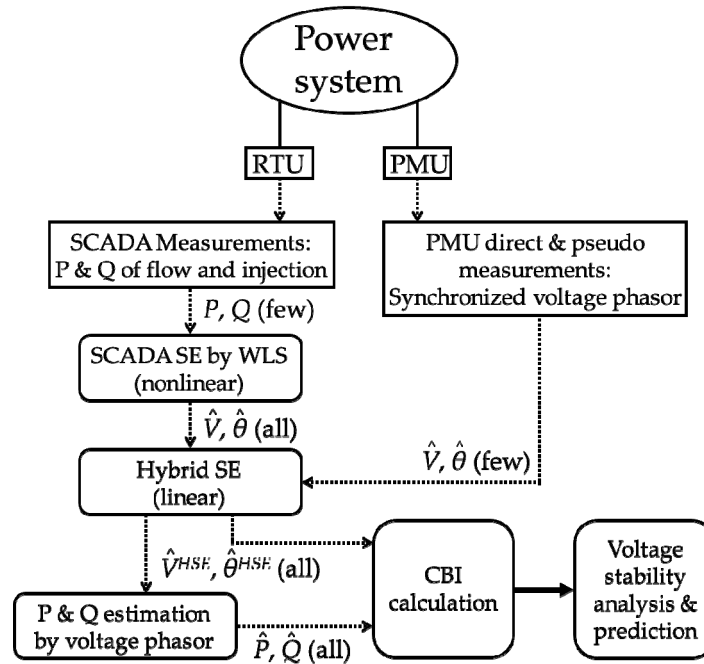 Power
system
RTU
PMU
SCADA Measurements:
P & Q of flow and injection
PMU direct & pseudo
measurements:
Synchronized voltage phasor
P, Q (few)
SCADA SE by WLS
(nonlinear)
V̂, θ̂ (all)
V̂, θ̂ (few)
Hybrid SE
(linear)
V̂ᴴˢᴱ, θ̂ᴴˢᴱ (all)
CBI
calculation
Voltage
stability
analysis &
prediction
P & Q estimation
by voltage phasor
P̂, Q̂ (all)